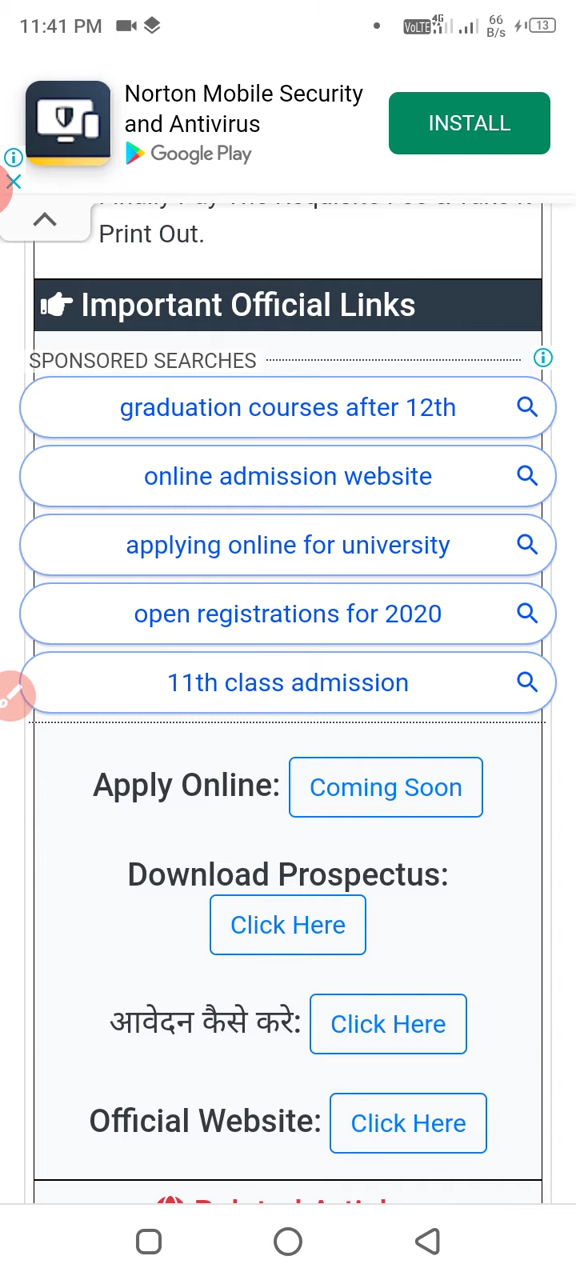 11:41 PM
VoLTE 4G 66 B/s 13
Norton Mobile Security
and Antivirus
Google Play
INSTALL
Print Out.
Important Official Links
SPONSORED SEARCHES
graduation courses after 12th
online admission website
applying online for university
open registrations for 2020
11th class admission
Apply Online: Coming Soon
Download Prospectus:
Click Here
आवेदन कैसे करे: Click Here
Official Website: Click Here